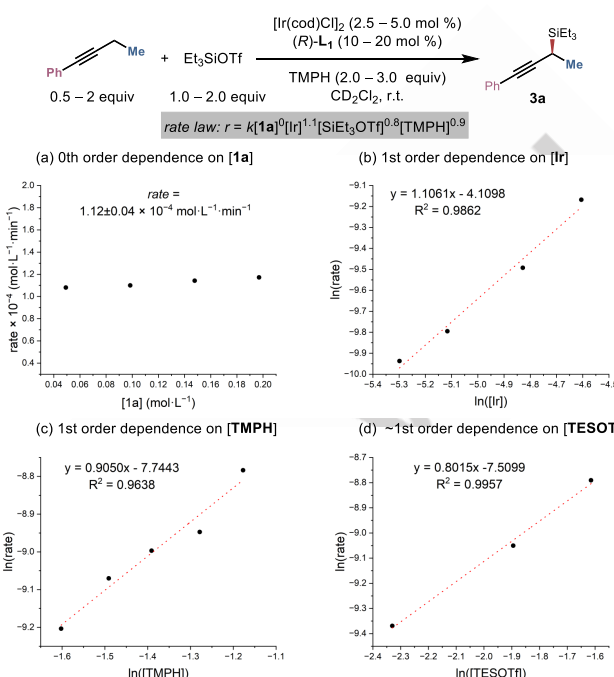 [Ir(cod)Cl]₂ (2.5 – 5.0 mol %)
(R)-L₁ (10 – 20 mol %)
TMPH (2.0 – 3.0 equiv)
CD₂Cl₂, r.t.
Ph
Me
+
Et₃SiOTf
SiEt₃
Ph
Me
0.5 – 2 equiv
1.0 – 2.0 equiv
3a
rate law: r = k[1a]⁰[Ir]¹·¹[SiEt₃OTf]⁰·⁸[TMPH]⁰·⁹
(a) 0th order dependence on [1a]
rate =
1.12±0.04 × 10⁻⁴ mol·L⁻¹·min⁻¹
rate × 10⁻⁴ (mol·L⁻¹·min⁻¹)
2.0
1.8
1.6
1.4
1.2
1.0
0.8
0.6
0.4
0.04 0.06 0.08 0.10 0.12 0.14 0.16 0.18 0.20
[1a] (mol·L⁻¹)
(b) 1st order dependence on [Ir]
y = 1.1061x - 4.1098
R² = 0.9862
ln(rate)
−9.1
−9.2
−9.3
−9.4
−9.5
−9.6
−9.7
−9.8
−9.9
−10.0
−5.4 −5.3 −5.2 −5.1 −5.0 −4.9 −4.8 −4.7 −4.6 −4.5
ln([Ir])
(c) 1st order dependence on [TMPH]
y = 0.9050x - 7.7443
R² = 0.9638
ln(rate)
−8.8
−8.9
−9.0
−9.1
−9.2
−1.6 −1.5 −1.4 −1.3 −1.2 −1.1
ln([TMPH])
(d) ~1st order dependence on [TESOT
y = 0.8015x -7.5099
R² = 0.9957
ln(rate)
−8.7
−8.8
−8.9
−9.0
−9.1
−9.2
−9.3
−9.4
−2.4 −2.3 −2.2 −2.1 −2.0 −1.9 −1.8 −1.7 −1.6
ln([TESOTf])